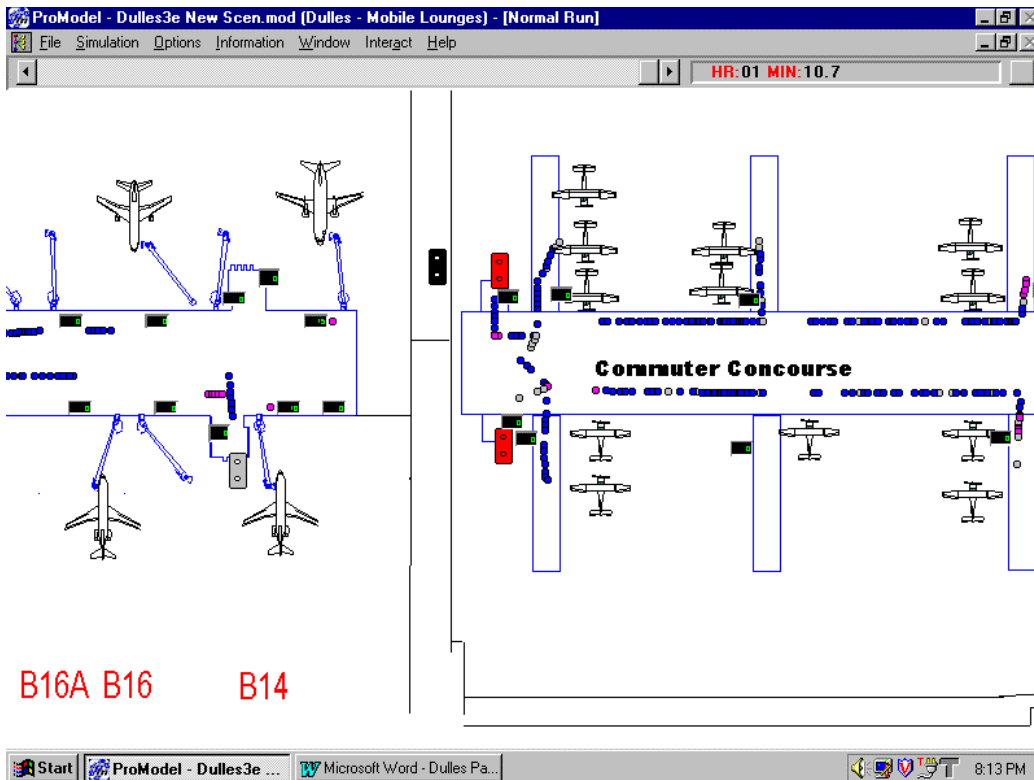 ProModel - Dulles3e New Scen.mod (Dulles - Mobile Lounges) - [Normal Run]
File Simulation Options Information Window Interact Help
HR:01 MIN:10.7
Commuter Concourse
B16A B16 B14
Start ProModel - Dulles3e ... Microsoft Word - Dulles Pa... 8:13 PM